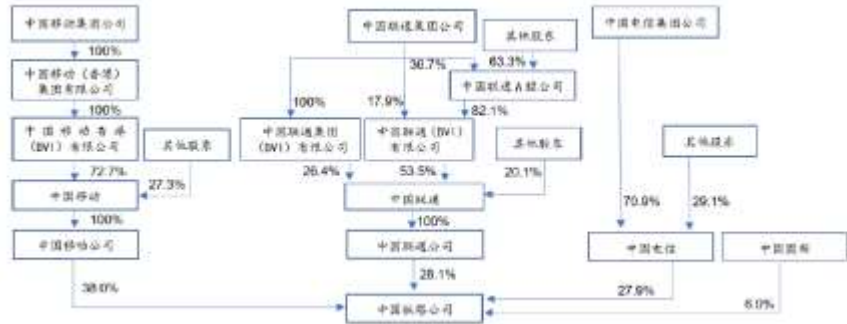 中国移动集团公司
中国联通集团公司
其他股东
中国电信集团公司
100%
36.7%
63.3%
中国移动（香港）
集团有限公司
中国联通A股公司
100%
100%
17.9%
82.1%
中国移动香港
(BVI) 有限公司
其他股东
中国联通集团
(BVI) 有限公司
中国联通(BVI)
有限公司
其他股东
其他股东
72.7%
27.3%
26.4%
53.5%
20.1%
中国移动
中国联通
70.9%
29.1%
100%
100%
中国移动公司
中国联通公司
中国电信
中国国新
38.0%
28.1%
27.9%
6.0%
中国铁塔公司